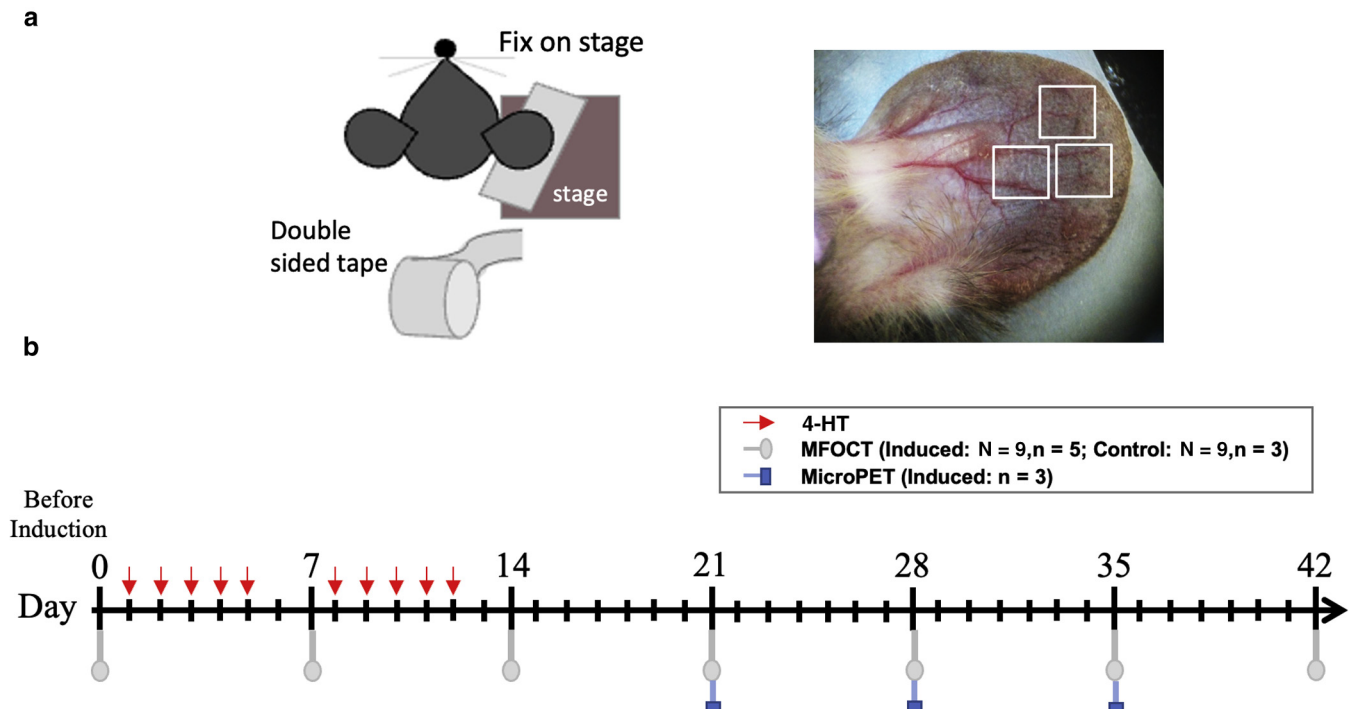 a
Fix on stage
stage
Double
sided tape
b
4-HT
MFOCT (Induced: N = 9,n = 5; Control: N = 9,n = 3)
MicroPET (Induced: n = 3)
Before
Induction
0 7 14 21 28 35 42
Day